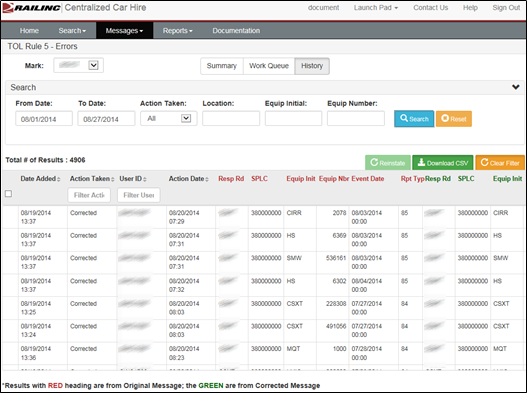 RAILINC Centralized Car Hire document Launch Pad Contact Us Help Sign Out
Home Search Messages Reports Documentation
TOL Rule 5 - Errors
Mark: Summary Work Queue History
Search
From Date: To Date: Action Taken: Location: Equip Initial: Equip Number:
08/01/2014 08/27/2014 All Search Reset
Total # of Results : 4906 Reinstate Download CSV Clear Filter
Date Added Action Taken User ID Action Date Resp Rd SPLC Equip Init Equip Nbr Event Date Rpt Typ Resp Rd SPLC Equip Init
Filter Acti Filter User
08/19/2014 Corrected 08/20/2014 380000000 CIRR 2078 08/03/2014 85 380000000 CIRR
13:37 07:29 00:00
08/19/2014 Corrected 08/20/2014 380000000 HS 6369 08/03/2014 85 380000000 HS
13:37 07:31 00:00
08/19/2014 Corrected 08/20/2014 380000000 SMW 536161 08/03/2014 85 380000000 SMW
13:37 07:31 00:00
08/19/2014 Corrected 08/20/2014 380000000 HS 6302 08/04/2014 85 380000000 HS
13:37 07:32 00:00
08/19/2014 Corrected 08/20/2014 380000000 CSXT 228308 07/27/2014 84 380000000 CSXT
13:25 08:03 00:00
08/19/2014 Corrected 08/20/2014 380000000 CSXT 491056 07/27/2014 84 380000000 CSXT
13:24 08:03 00:00
08/19/2014 Corrected 08/20/2014 380000000 MQT 1000 07/28/2014 84 380000000 MQT
13:36 08:23 00:00
*Results with RED heading are from Original Message; the GREEN are from Corrected Message